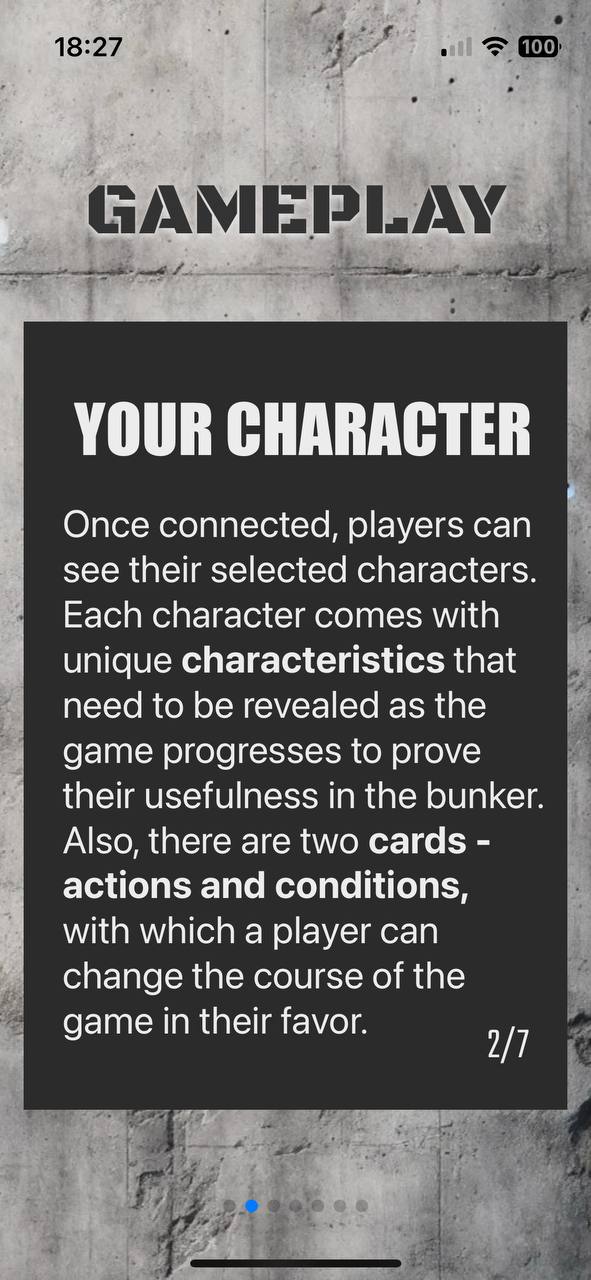 18:27
100
GAMEPLAY
YOUR CHARACTER
Once connected, players can
see their selected characters.
Each character comes with
unique characteristics that
need to be revealed as the
game progresses to prove
their usefulness in the bunker.
Also, there are two cards -
actions and conditions,
with which a player can
change the course of the
game in their favor.
2/7